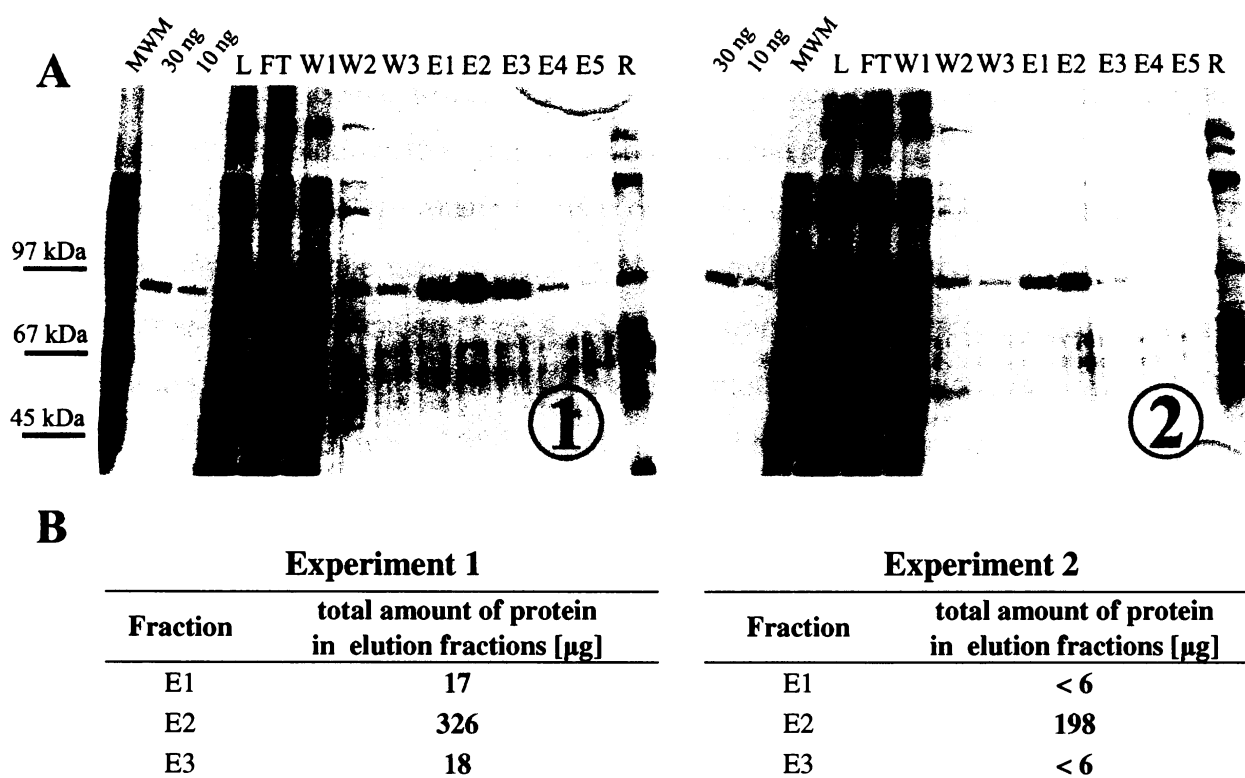 A
MWM 30 ng 10 ng L FT W1 W2 W3 E1 E2 E3 E4 E5 R
30 ng 10 ng MWM L FT W1 W2 W3 E1 E2 E3 E4 E5 R
97 kDa
67 kDa
45 kDa
1
2
B
Experiment 1
Fraction total amount of protein
in elution fractions [µg]
E1 17
E2 326
E3 18
Experiment 2
Fraction total amount of protein
in elution fractions [µg]
E1 < 6
E2 198
E3 < 6